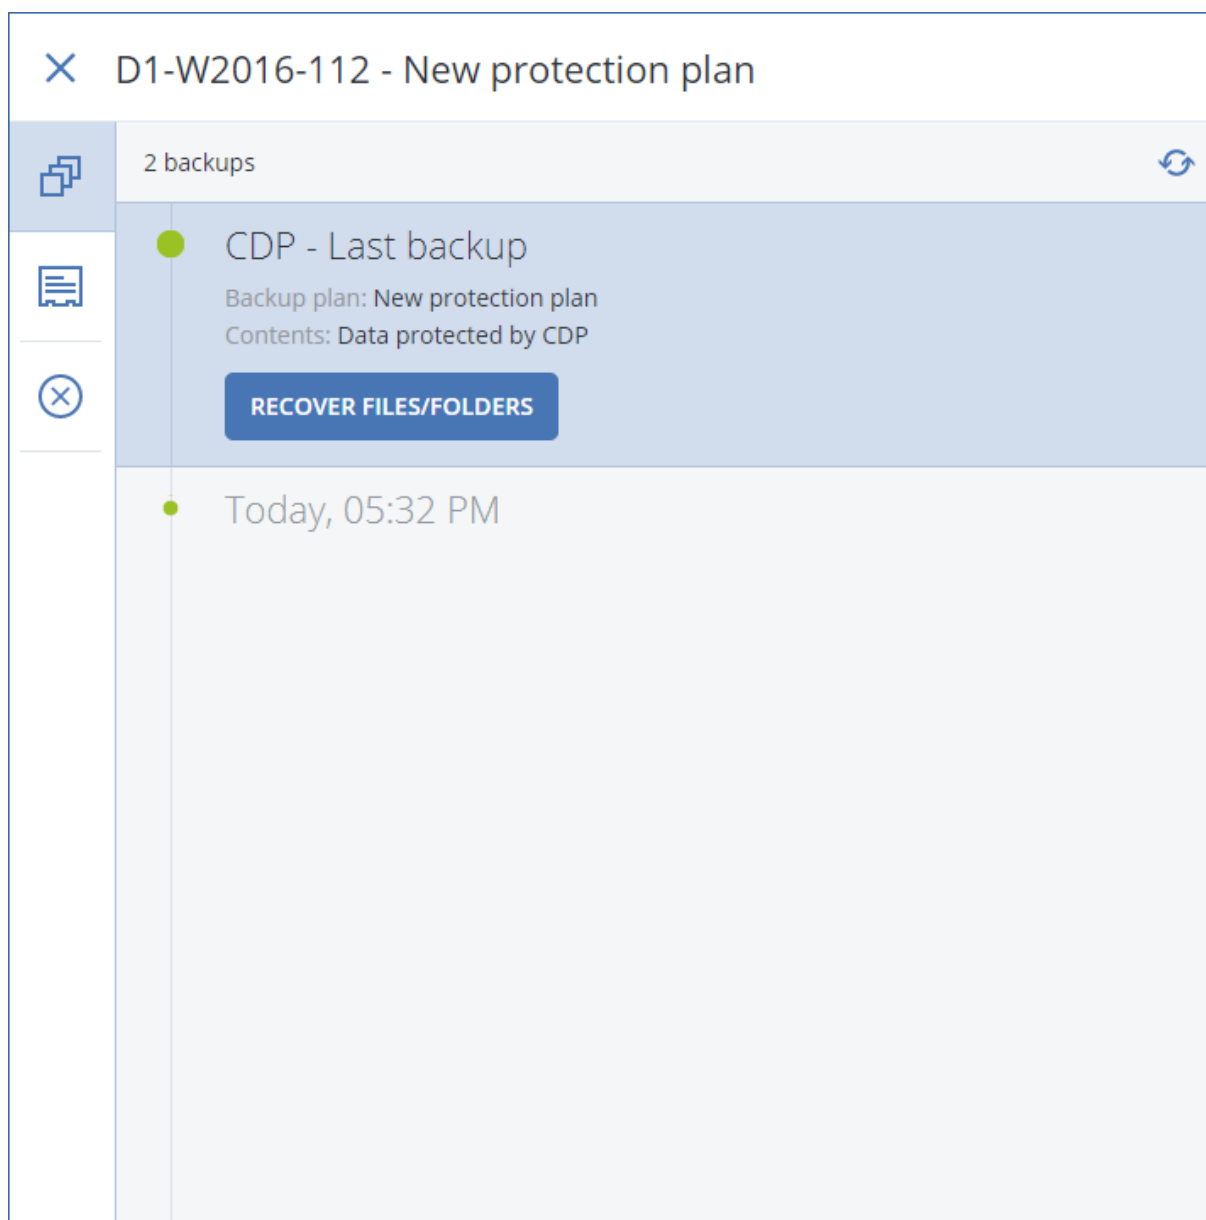 D1-W2016-112 - New protection plan
2 backups
CDP - Last backup
Backup plan: New protection plan
Contents: Data protected by CDP
RECOVER FILES/FOLDERS
Today, 05:32 PM